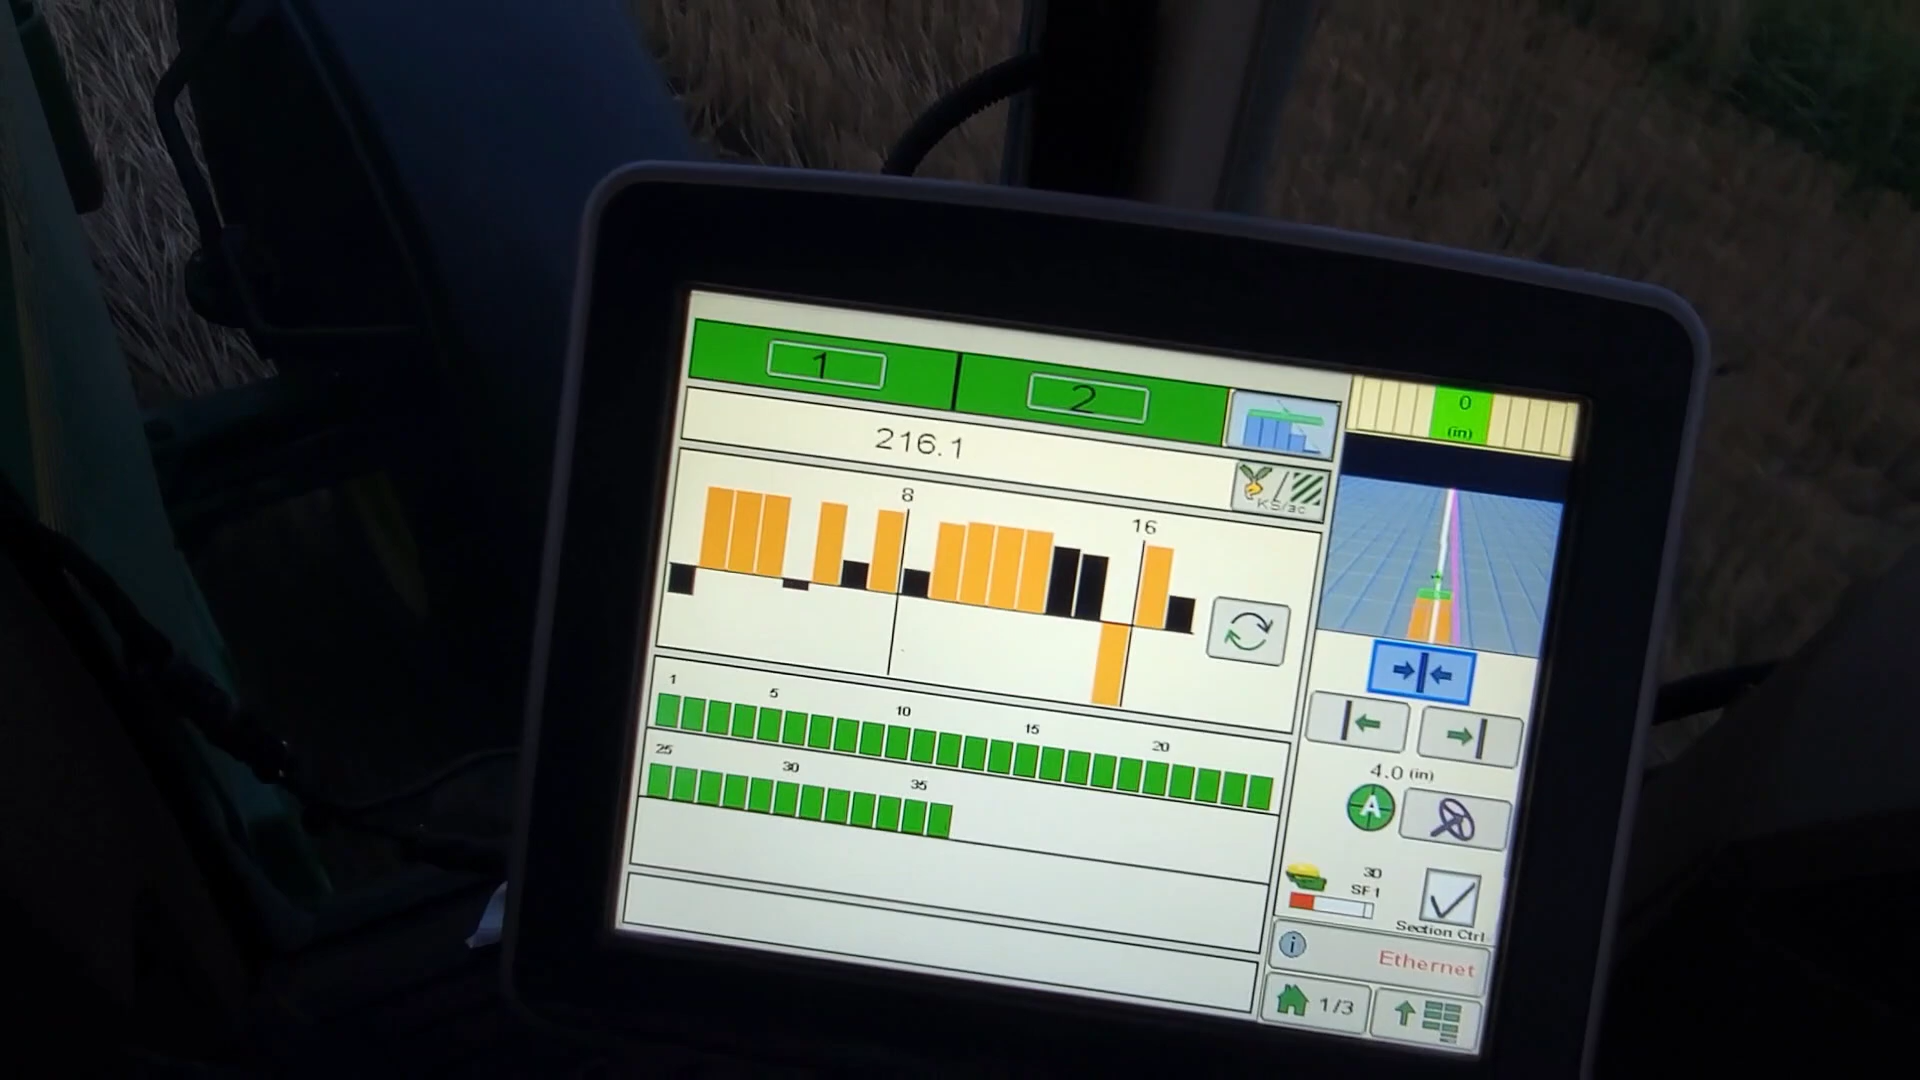 1
2
0
(in)
216.1
KS/ac
8
16
1
5
10
15
20
25
30
35
4.0 (in)
A
30
SF1
Section Ctrl
i
Ethernet
1/3